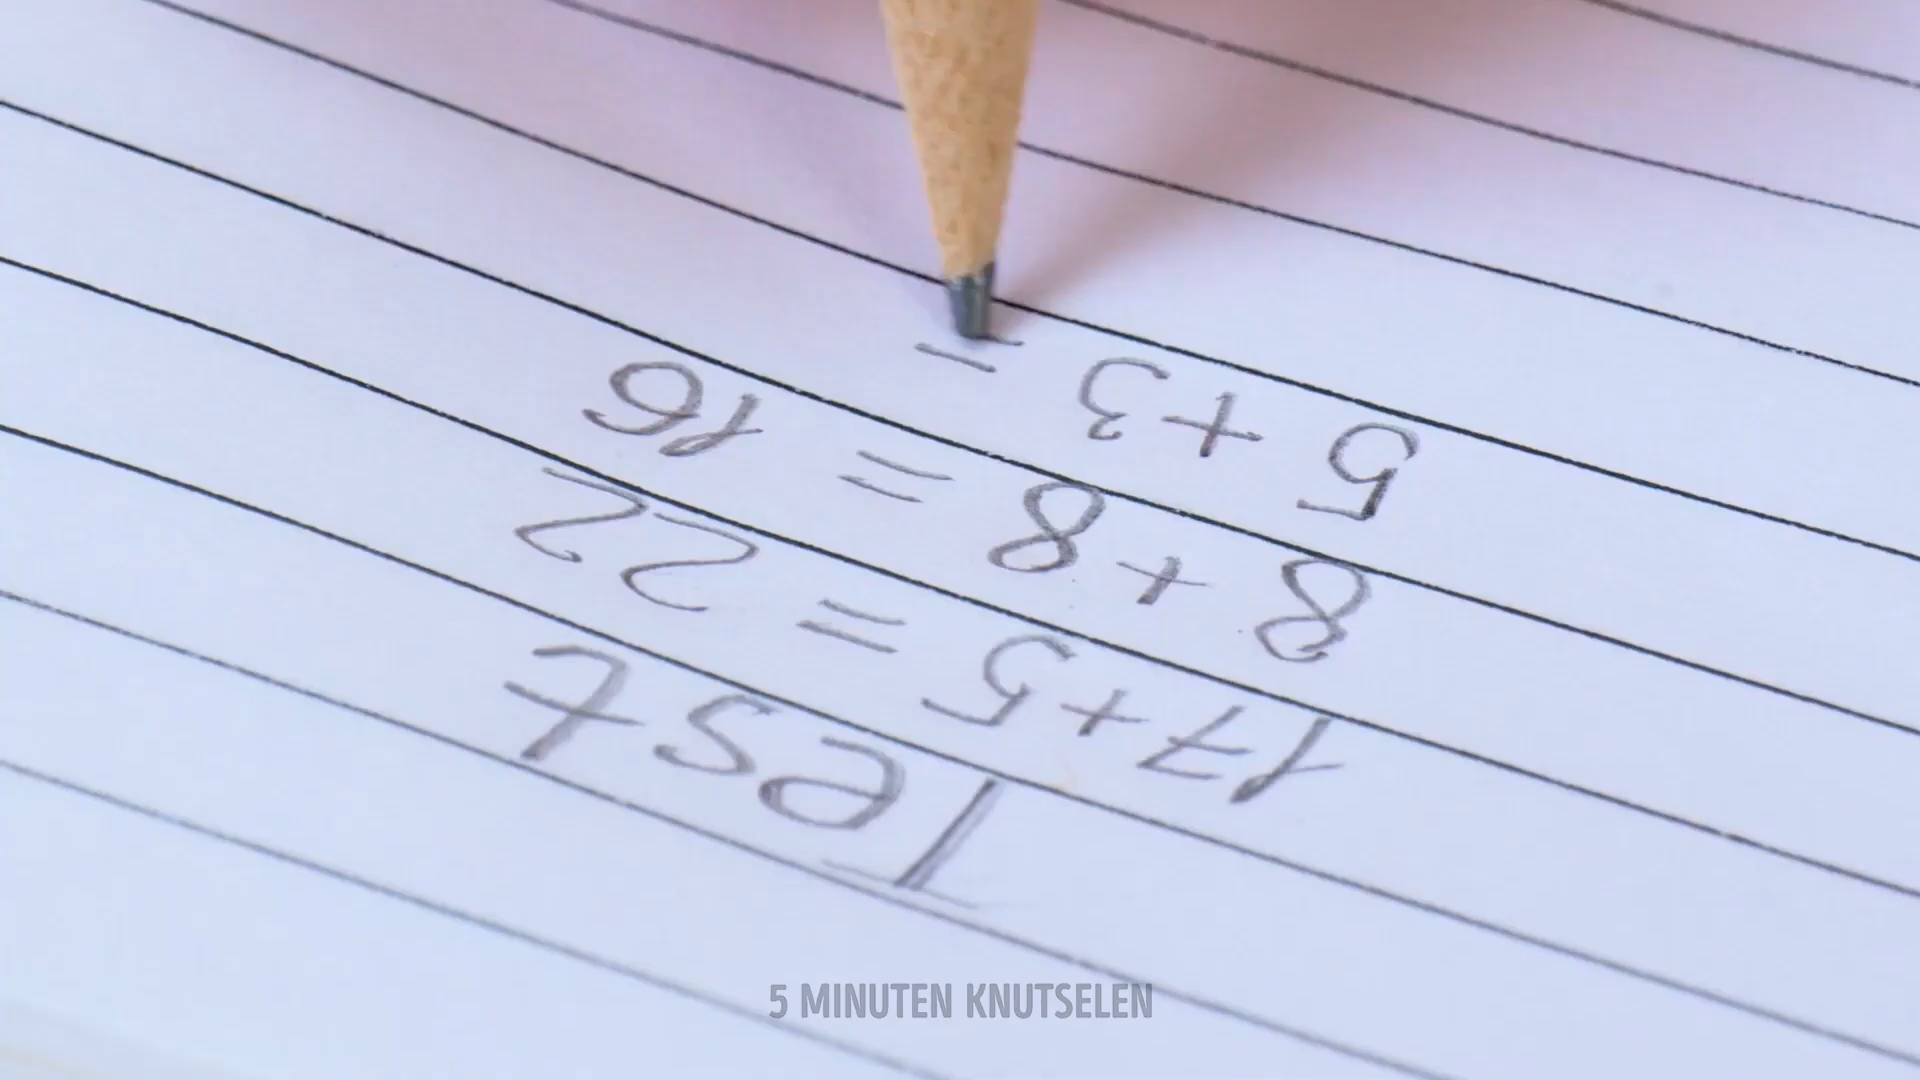 Test
17+5 = 22
8+8 = 16
5+3 =
5 MINUTEN KNUTSELEN